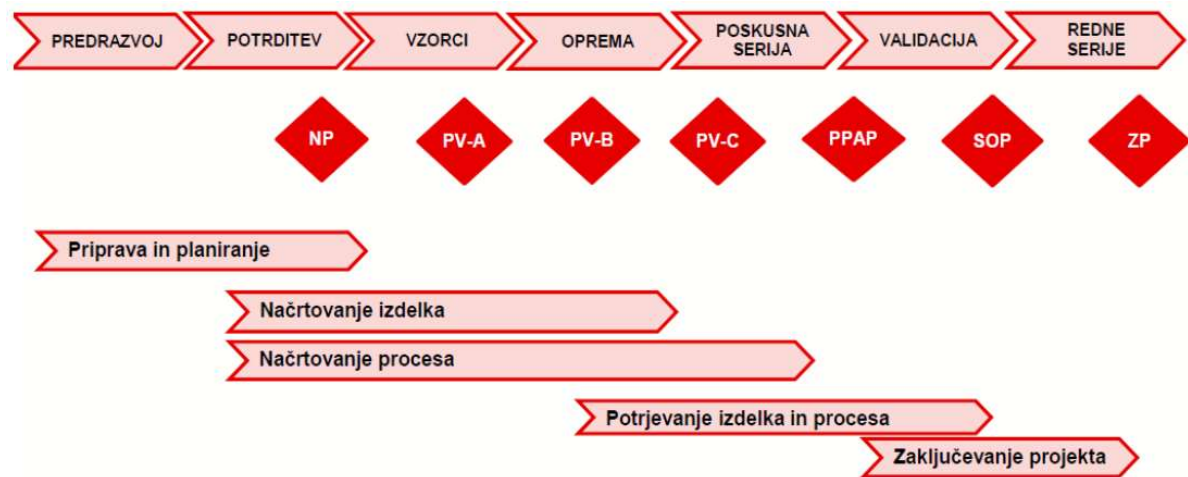 PREDRAZVOJ
POTRDITEV
VZORCI
OPREMA
POSKUSNA
SERIJA
VALIDACIJA
REDNE
SERIJE
NP
PV-A
PV-B
PV-C
PPAP
SOP
ZP
Priprava in planiranje
Načrtovanje izdelka
Načrtovanje procesa
Potrjevanje izdelka in procesa
Zaključevanje projekta